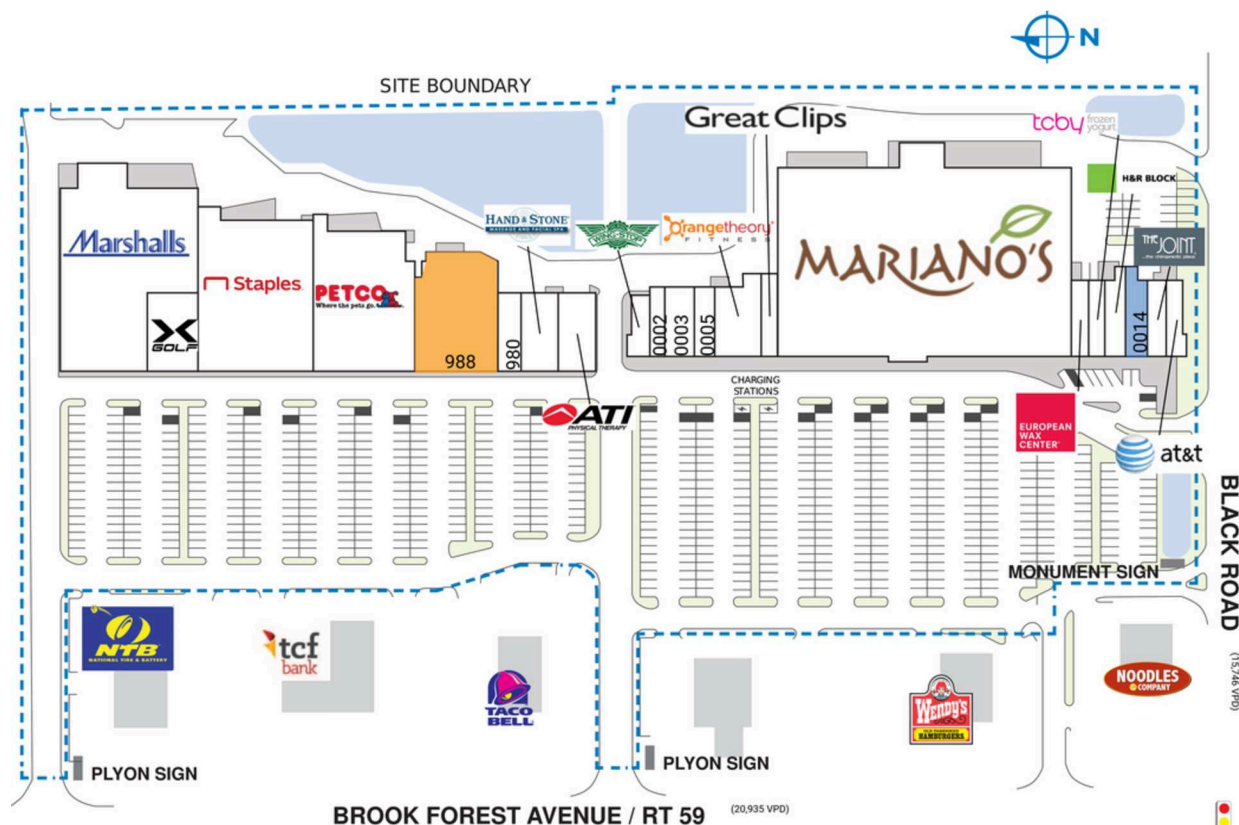 N
SITE BOUNDARY
Great Clips
tcby frozen
yogurt
H&R BLOCK
HAND & STONE
MASSAGE AND FACIAL SPA
WING·STOP
Orangetheory
FITNESS
THE
JOINT
...the chiropractic place
Marshalls
Staples
PETCO
Where the pets go.
MARIANO'S
X
GOLF
988
980
0002
0003
0005
0014
CHARGING
STATIONS
ATI
PHYSICAL THERAPY
EUROPEAN
WAX
CENTER
at&t
BLACK ROAD
(15,746 VPD)
MONUMENT SIGN
NTB
NATIONAL TIRE & BATTERY
tcf
bank
TACO
BELL
WENDY'S
OLD FASHIONED
HAMBURGERS
NOODLES
& COMPANY
PLYON SIGN
PLYON SIGN
BROOK FOREST AVENUE / RT 59
(20,935 VPD)